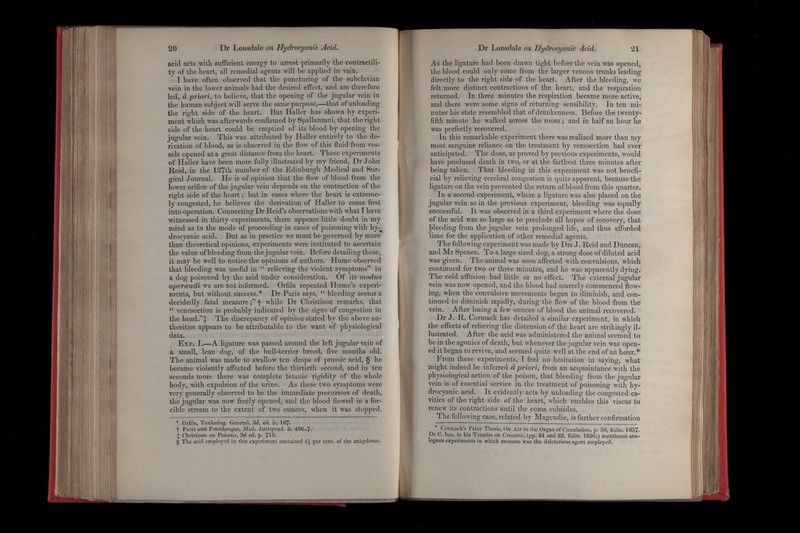 20 Dr Lonsdale on Hydrocyanic Acid.
acid acts with sufficient energy to arrest primarily the contractili-
ty of the heart, all remedial agents will be applied in vain.
I have often observed that the puncturing of the subclavian
vein in the lower animals had the desired effect, and am therefore
led, à priori, to believe, that the opening of the jugular vein in
the human subject will serve the same purpose,—that of unloading
the right side of the heart. But Haller has shown by experi-
ment which was afterwards confirmed by Spallanzani, that the right
side of the heart could be emptied of its blood by opening the
jugular vein. This was attributed by Haller entirely to the de-
rivation of blood, as is observed in the flow of this fluid from ves-
sels opened at a great distance from the heart. These experiments
of Haller have been more fully illustrated by my friend, Dr John
Reid, in the 127th number of the Edinburgh Medical and Sur-
gical Journal. He is of opinion that the flow of blood from the
lower orifice of the jugular vein depends on the contraction of the
right side of the heart; but in cases where the heart is extreme-
ly congested, he believes the derivation of Haller to come first
into operation. Connecting Dr Reid's observations with what I have
witnessed in thirty experiments, there appears little doubt in my
mind as to the mode of proceeding in cases of poisoning with hy-
drocyanic acid. But as in practice we must be governed by more
than theoretical opinions, experiments were instituted to ascertain
the value of bleeding from the jugular vein. Before detailing these,
it may be well to notice the opinions of authors. Hume observed
that bleeding was useful in “ relieving the violent symptoms” in
a dog poisoned by the acid under consideration. Of its modus
operandi we are not informed. Orfila repeated Hume's experi-
ments, but without success.* Dr Paris says, “ bleeding seems a
decidedly fatal measure;”† while Dr Christison remarks, that
“ venesection is probably indicated by the signs of congestion in
the head.”‡ The discrepancy of opinion stated by the above au-
thorities appears to be attributable to the want of physiological
data.
Exp. 1.—A ligature was passed around the left jugular vein of
a small, lean dog, of the bull-terrier breed, five months old.
The animal was made to swallow ten drops of prussic acid, § he
became violently affected before the thirtieth second, and in ten
seconds more there was complete tetanic rigidity of the whole
body, with expulsion of the urine. As these two symptoms were
very generally observed to be the immediate precursors of death,
the jugular was now freely opened, and the blood flowed in a for-
cible stream to the extent of two ounces, when it was stopped.
* Orfila, Toxicolog. General. 3d. ed. ii. 167.
† Paris and Fonblanque, Med. Jurisprud. ii. 406-7.
‡ Christison on Poisons, 3d ed. p. 715.
§ The acid employed in this experiment contained 4½ per cent. of the anhydrous.
Dr Lonsdale on Hydrocyanic Acid. 21
As the ligature had been drawn tight before the vein was opened,
the blood could only come from the larger venous trunks leading
directly to the right side of the heart. After the bleeding, we
felt more distinct contractions of the heart, and the respiration
returned. In three minutes the respiration became more active,
and there were some signs of returning sensibility. In ten mi-
nutes his state resembled that of drunkenness. Before the twenty-
fifth minute he walked across the room; and in half an hour he
was perfectly recovered.
In this remarkable experiment there was realized more than my
most sanguine reliance on the treatment by venesection had ever
anticipated. The dose, as proved by previous experiments, would
have produced death in two, or at the farthest three minutes after
being taken. That bleeding in this experiment was not benefi-
cial by relieving cerebral congestion is quite apparent, because the
ligature on the vein prevented the return of blood from this quarter.
In a second experiment, where a ligature was also placed on the
jugular vein as in the previous experiment, bleeding was equally
successful. It was observed in a third experiment where the dose
of the acid was so large as to preclude all hopes of recovery, that
bleeding from the jugular vein prolonged life, and thus afforded
time for the application of other remedial agents.
The following experiment was made by Drs J. Reid and Duncan,
and Mr Spence. To a large sized dog, a strong dose of diluted acid
was given. The animal was soon affected with convulsions, which
continued for two or three minutes, and he was apparently dying.
The cold affusion had little or no effect. The external jugular
vein was now opened, and the blood had scarcely commenced flow-
ing, when the convulsive movements began to diminish, and con-
tinued to diminish rapidly, during the flow of the blood from the
vein. After losing a few ounces of blood the animal recovered.
Dr J. R. Cormack has detailed a similar experiment, in which
the effects of relieving the distension of the heart are strikingly il-
lustrated. After the acid was administered the animal seemed to
be in the agonies of death, but whenever the jugular vein was open-
ed it began to revive, and seemed quite well at the end of an hour.*
From these experiments, I feel no hesitation in saying, what
might indeed be inferred à priori, from an acquaintance with the
physiological action of the poison, that bleeding from the jugular
vein is of essential service in the treatment of poisoning with hy-
drocyanic acid. It evidently acts by unloading the congested ca-
vities of the right side of the heart, which enables this viscus to
renew its contractions until the coma subsides.
The following case, related by Magendie, is further confirmation
* Cormack's Prize Thesis, On Air in the Organ of Circulation, p. 38, Edin. 1837.
Dr C. has, in his Treatise on Creosote, (pp. 84 and 92, Edin. 1836,) mentioned ana-
logous experiments in which creosote was the deleterious agent employed.